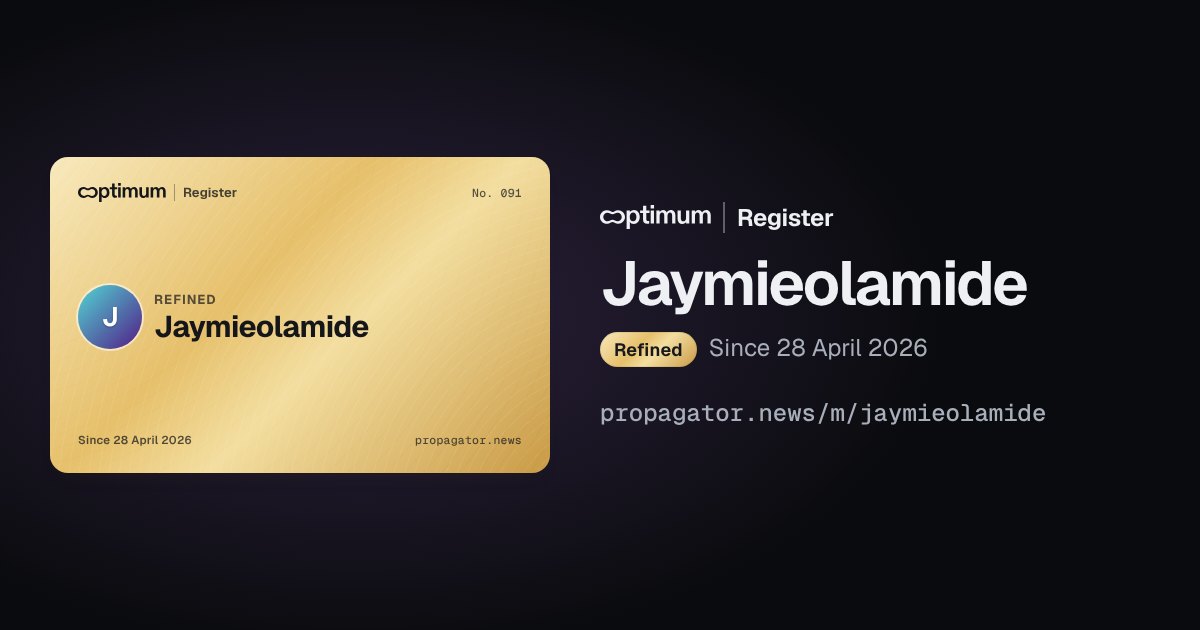 optimum | Register
No. 091
J
REFINED
Jaymieolamide
Since 28 April 2026
propagator.news
optimum | Register
Jaymieolamide
Refined
Since 28 April 2026
propagator.news/m/jaymieolamide